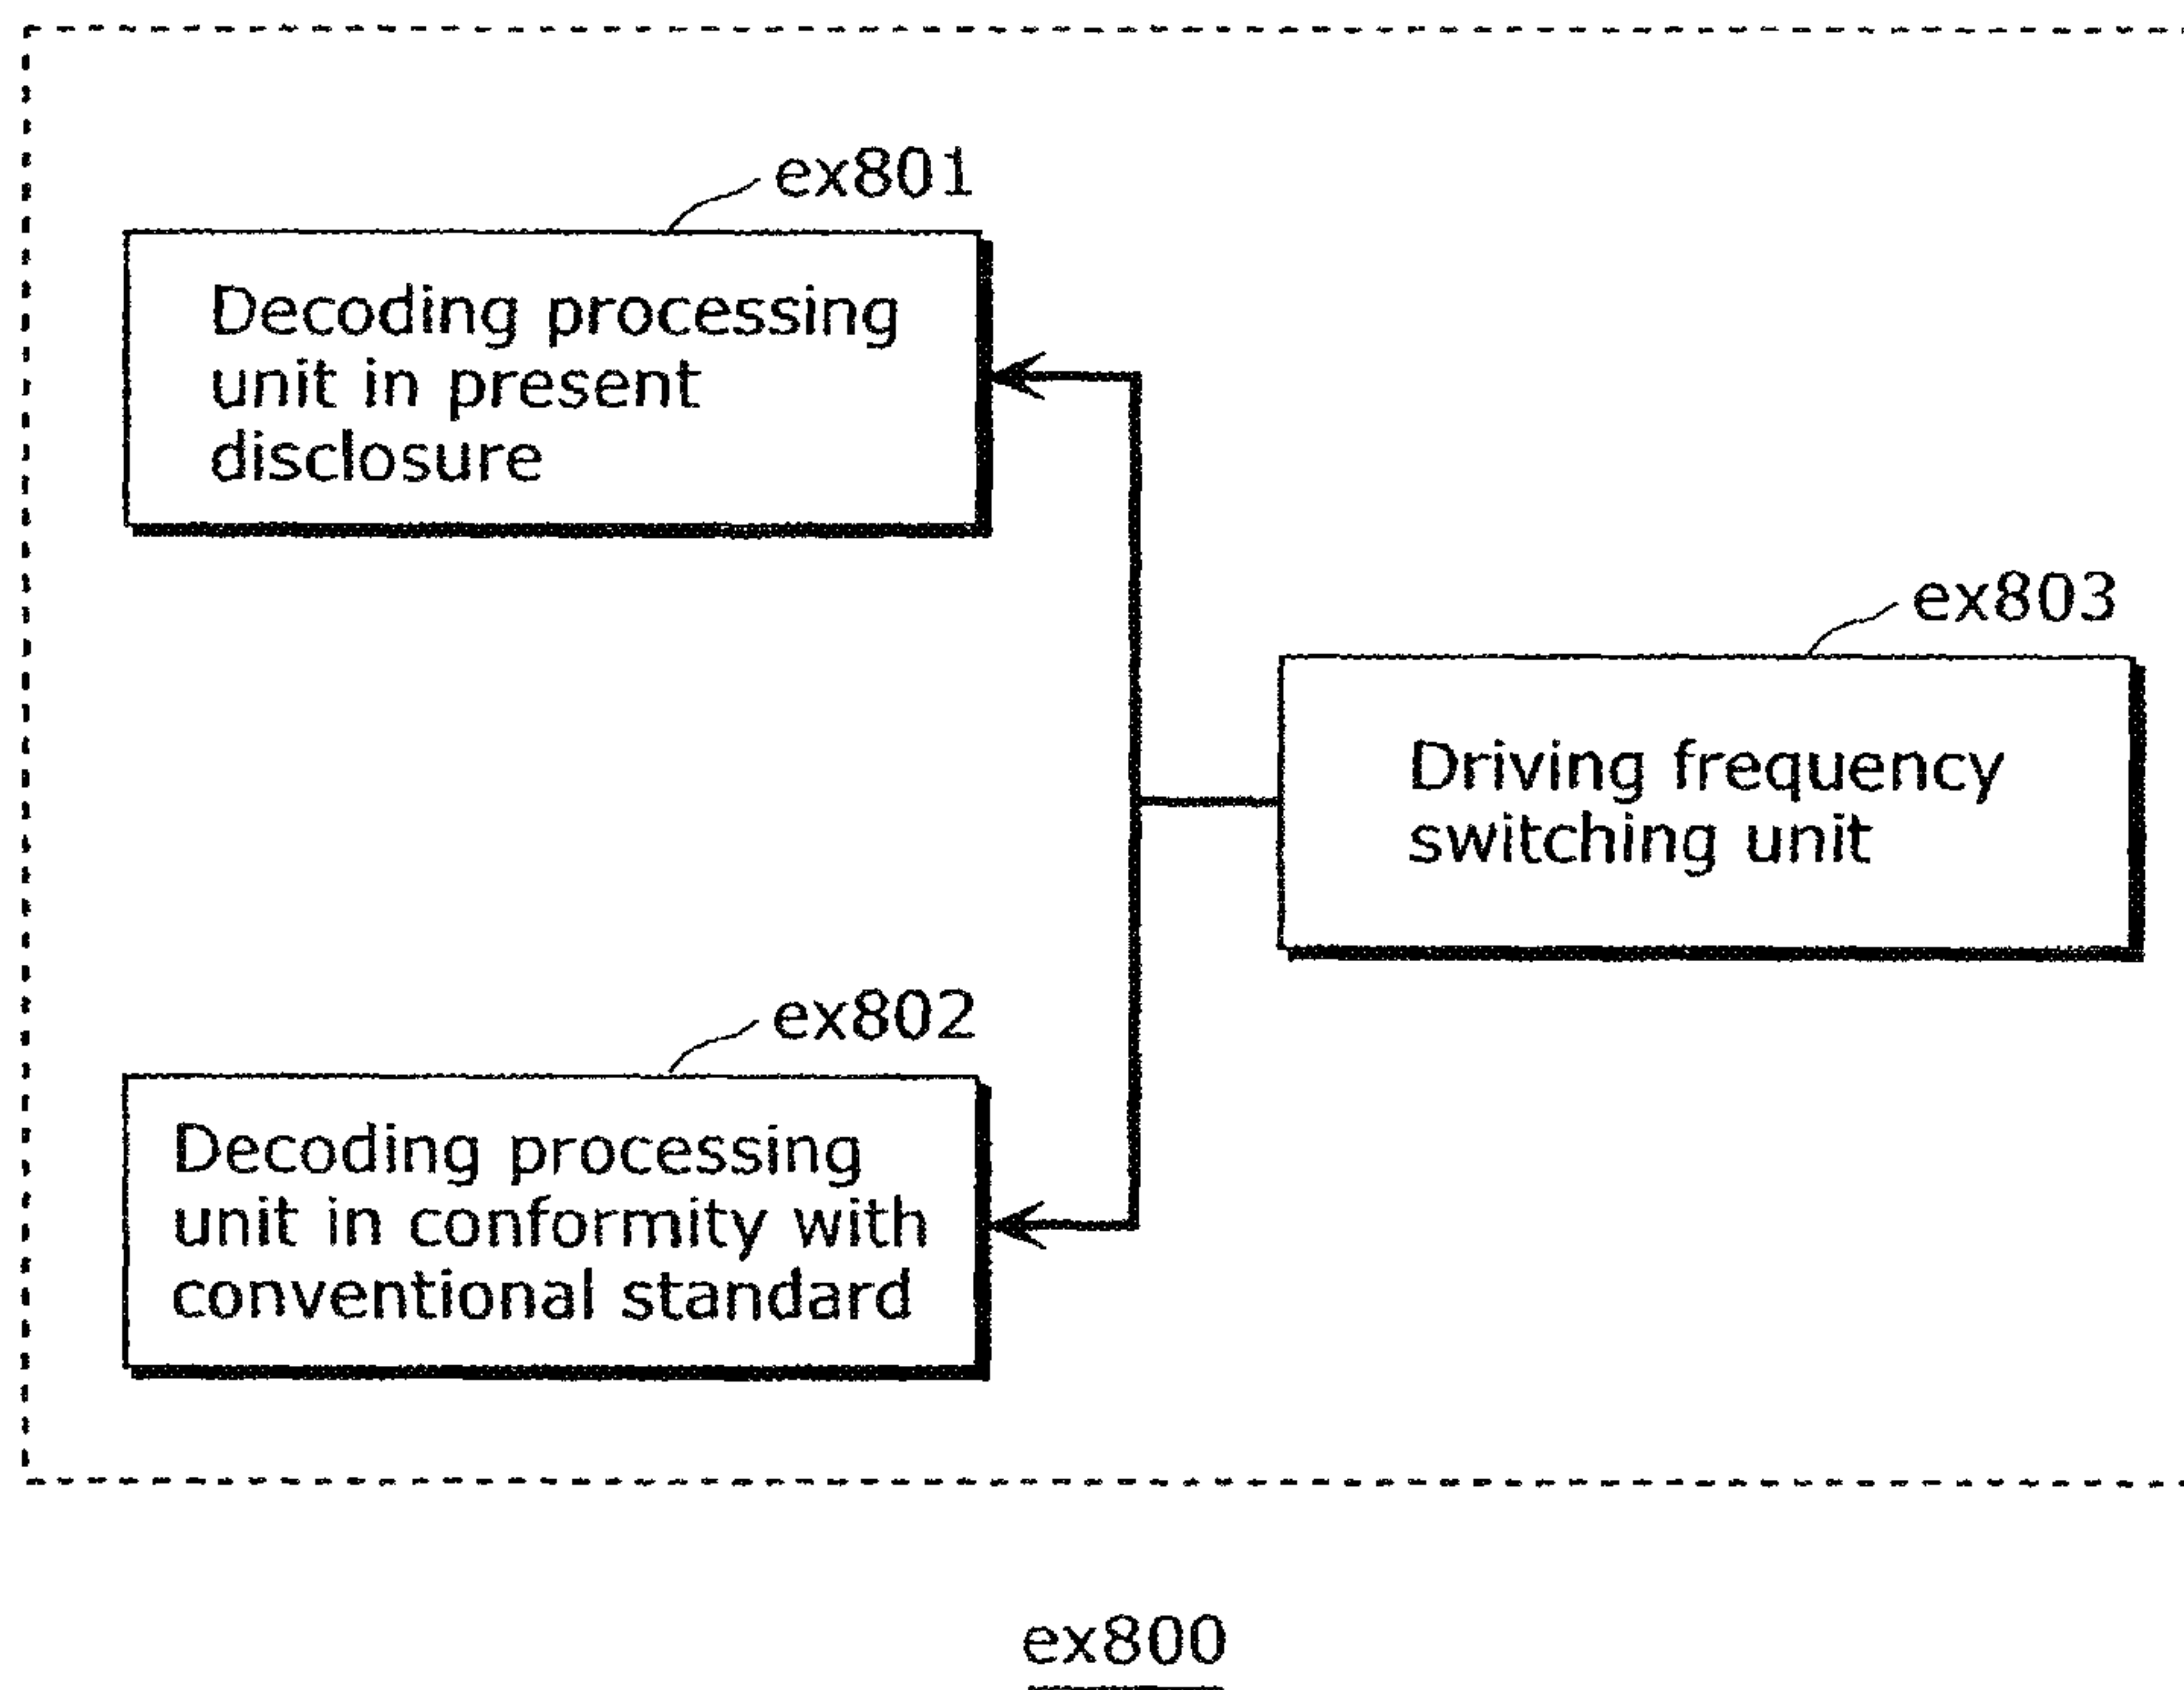 ex801
Decoding processing
unit in present
disclosure
ex803
Driving frequency
switching unit
ex802
Decoding processing
unit in conformity with
conventional standard
ex800